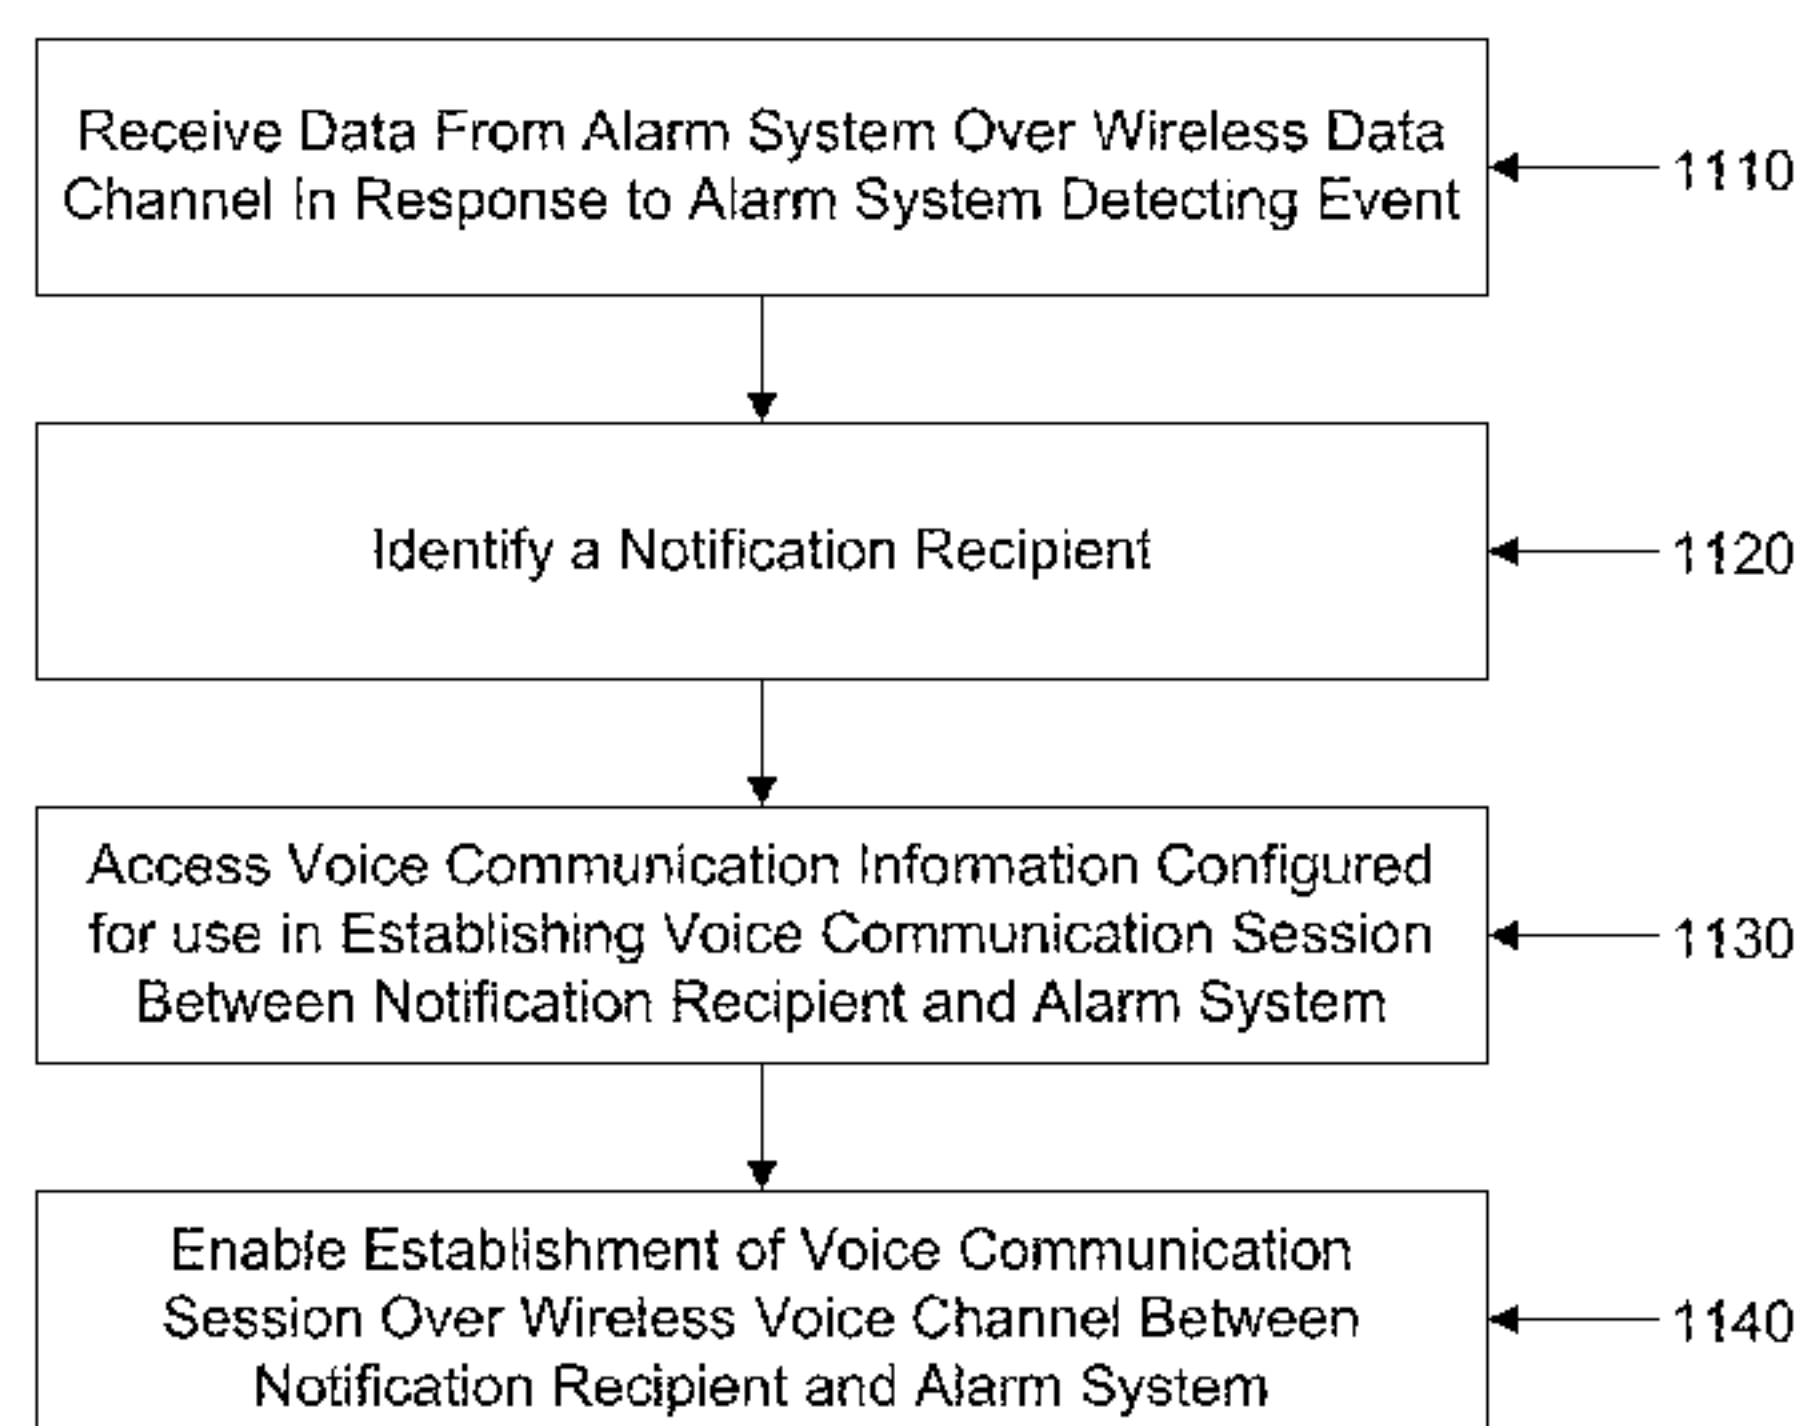 Receive Data From Alarm System Over Wireless Data
Channel In Response to Alarm System Detecting Event
1110
Identify a Notification Recipient
1120
Access Voice Communication Information Configured
for use in Establishing Voice Communication Session
Between Notification Recipient and Alarm System
1130
Enable Establishment of Voice Communication
Session Over Wireless Voice Channel Between
Notification Recipient and Alarm System
1140